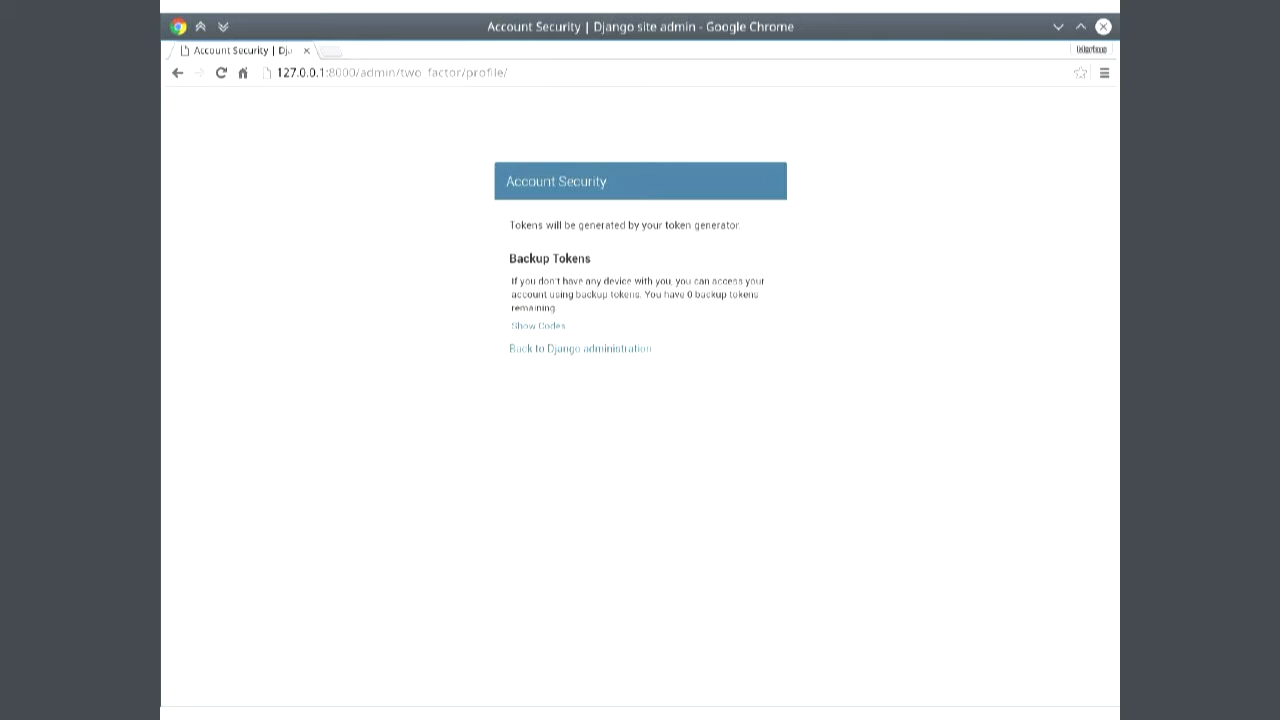 Account Security | Django site admin - Google Chrome
Account Security | Dj
127.0.0.1:8000/admin/two_factor/profile/
Account Security
Tokens will be generated by your token generator.
Backup Tokens
If you don't have any device with you, you can access your
account using backup tokens. You have 0 backup tokens
remaining.
Show Codes
Back to Django administration